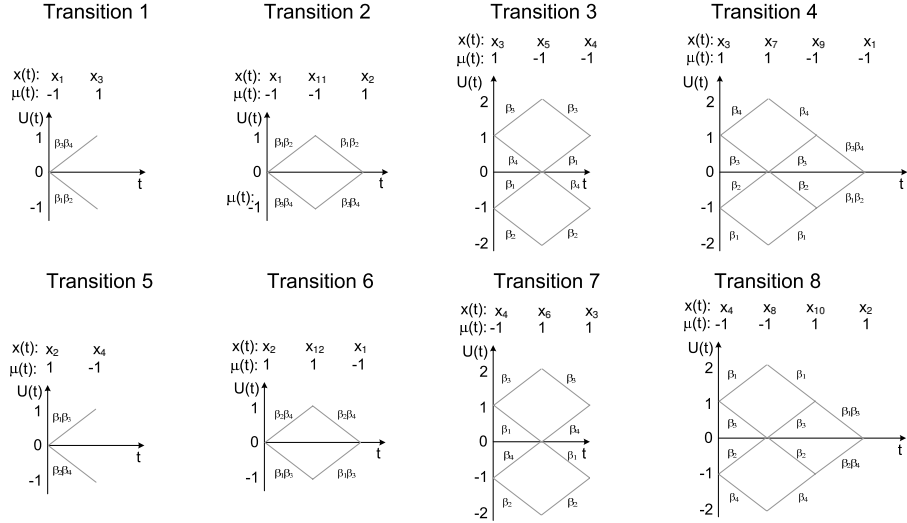 Transition 1
x(t): x₁ x₃
μ(t): -1 1
U(t)
1
β₃β₄
0
t
β₁β₂
-1
Transition 2
x(t): x₁ x₁₁ x₂
μ(t): -1 -1 1
U(t)
1
β₁β₂ β₁β₂
0
t
μ(t):
β₃β₄ β₃β₄
-1
Transition 3
x(t): x₃ x₅ x₄
μ(t): 1 -1 -1
U(t)
2
β₃ β₃
1
β₄ β₁
0
t
β₁ β₄
-1
β₂ β₂
-2
Transition 4
x(t): x₃ x₇ x₉ x₁
μ(t): 1 1 -1 -1
U(t)
2
β₄ β₄
1
β₃ β₃ β₃β₄
0
t
β₂ β₂ β₁β₂
-1
β₁ β₁
-2
Transition 5
x(t): x₂ x₄
μ(t): 1 -1
U(t)
1
β₁β₃
0
t
β₂β₄
-1
Transition 6
x(t): x₂ x₁₂ x₁
μ(t): 1 1 -1
U(t)
1
β₂β₄ β₂β₄
0
t
β₁β₃ β₁β₃
-1
Transition 7
x(t): x₄ x₆ x₃
μ(t): -1 1 1
U(t)
2
β₃ β₃
1
β₁ β₄
0
t
β₄ β₁
-1
β₂ β₂
-2
Transition 8
x(t): x₄ x₈ x₁₀ x₂
μ(t): -1 -1 1 1
U(t)
2
β₁ β₁
1
β₃ β₃ β₁β₃
0
t
β₂ β₂ β₂β₄
-1
β₄ β₄
-2